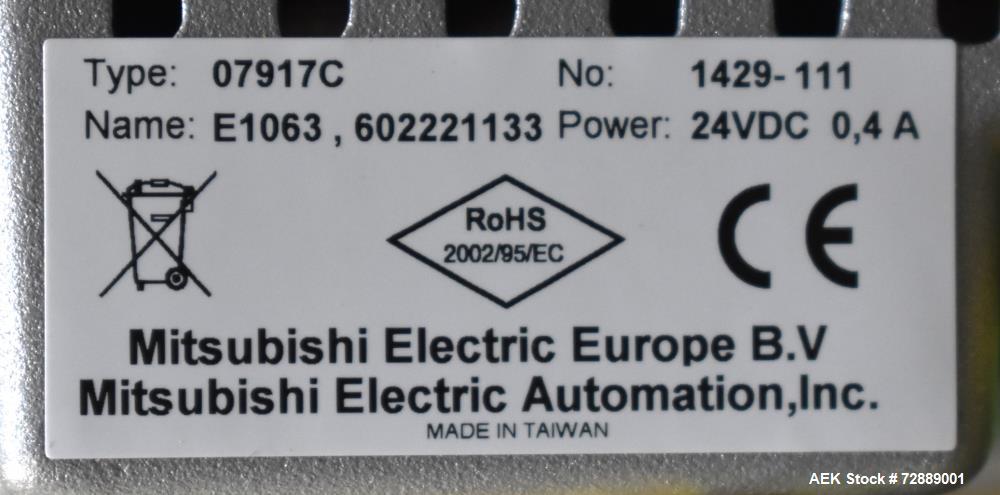 Type: 07917C No: 1429-111
Name: E1063 , 602221133 Power: 24VDC 0,4 A
RoHS
2002/95/EC
CE
Mitsubishi Electric Europe B.V
Mitsubishi Electric Automation,Inc.
MADE IN TAIWAN
AEK Stock # 72889001